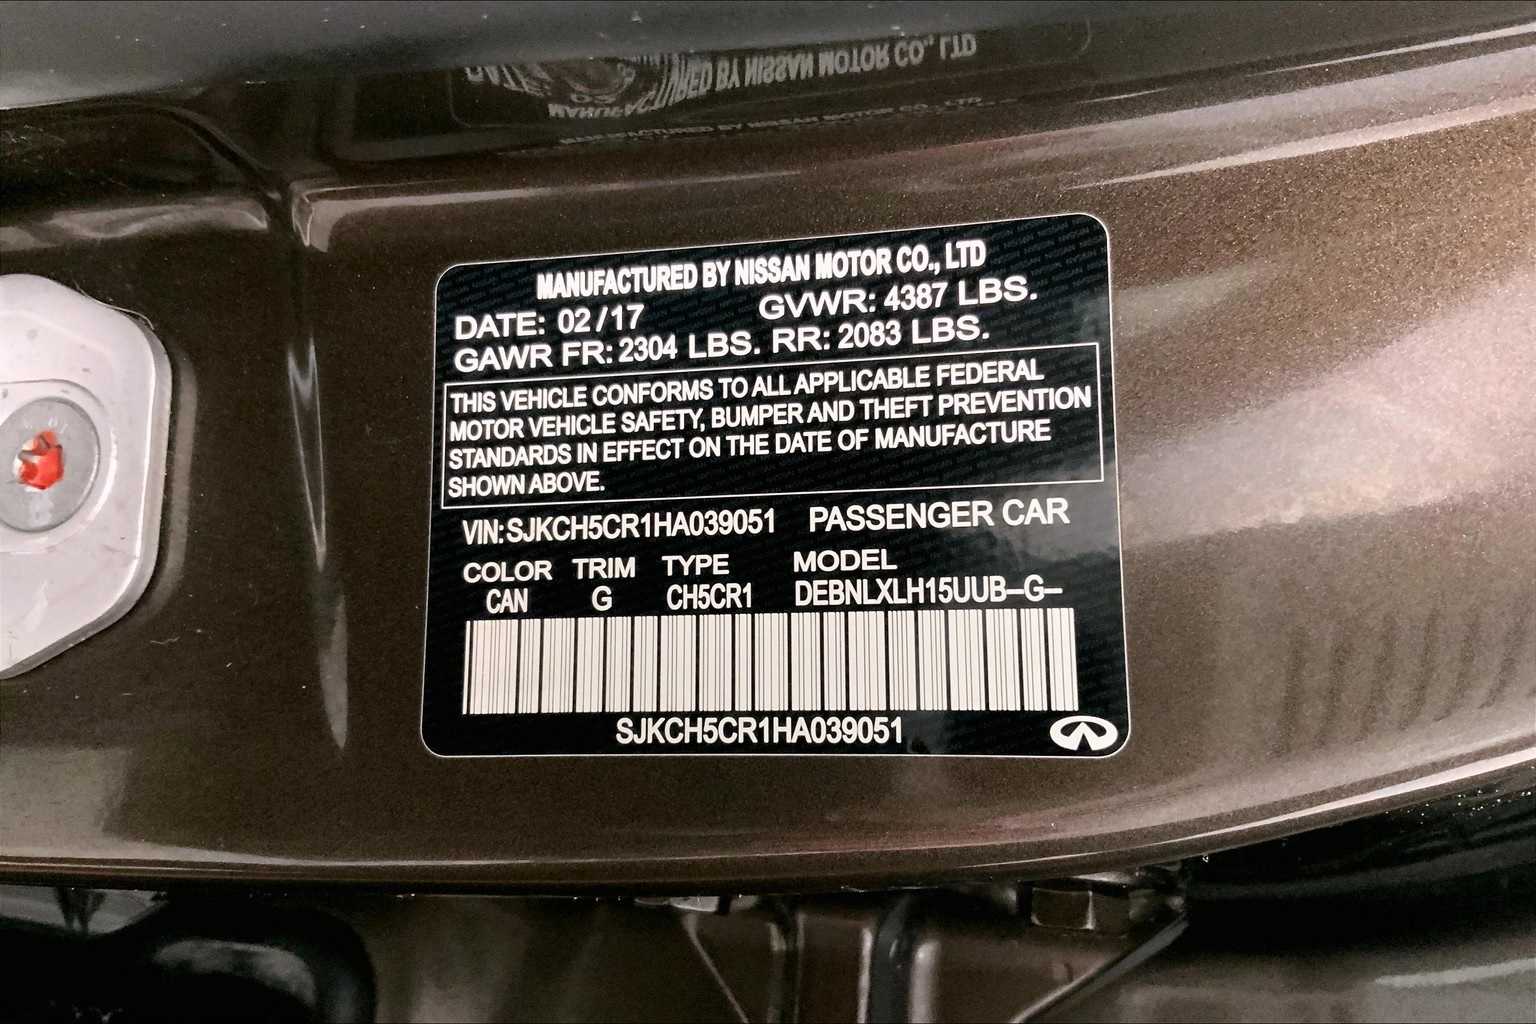 MANUFACTURED BY NISSAN MOTOR CO., LTD
DATE: 02/17 GVWR: 4387 LBS.
GAWR FR: 2304 LBS. RR: 2083 LBS.
THIS VEHICLE CONFORMS TO ALL APPLICABLE FEDERAL
MOTOR VEHICLE SAFETY, BUMPER AND THEFT PREVENTION
STANDARDS IN EFFECT ON THE DATE OF MANUFACTURE
SHOWN ABOVE.
VIN: SJKCH5CR1HA039051 PASSENGER CAR
COLOR TRIM TYPE MODEL
CAN G CH5CR1 DEBNLXLH15UUB–G–
SJKCH5CR1HA039051